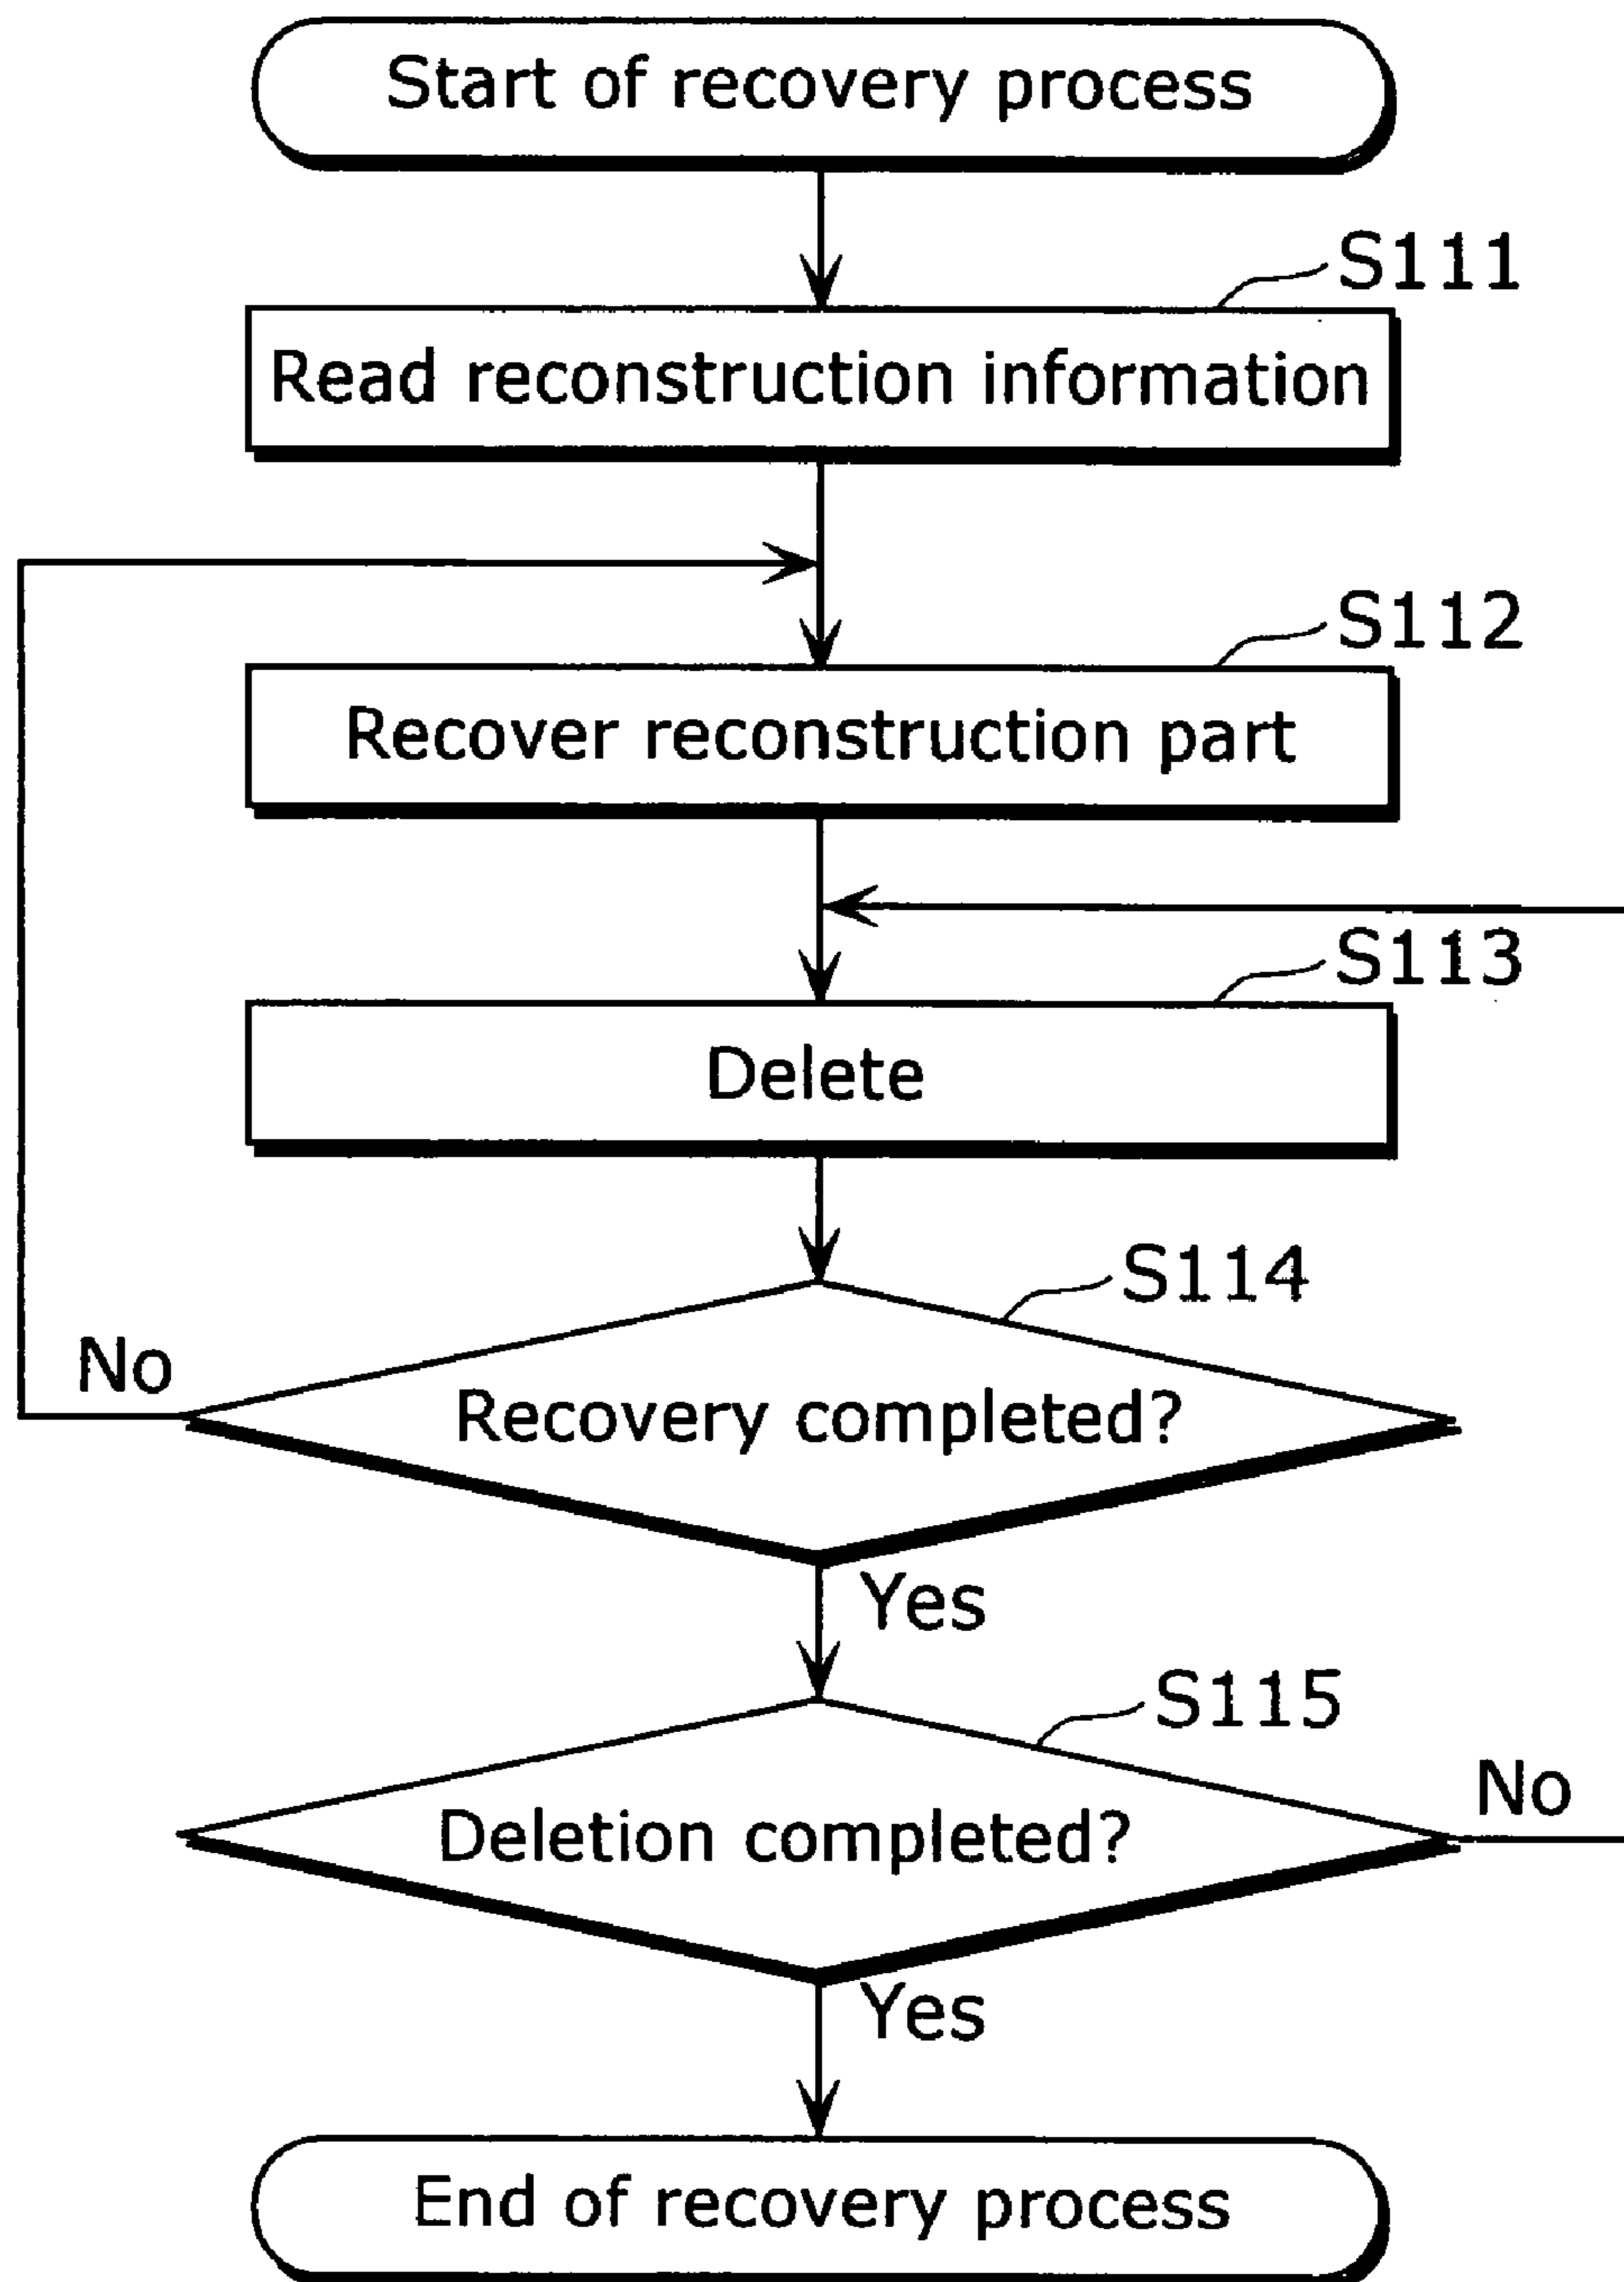 Start of recovery process
S111
Read reconstruction information
S112
Recover reconstruction part
S113
Delete
S114
No
Recovery completed?
Yes
S115
No
Deletion completed?
Yes
End of recovery process